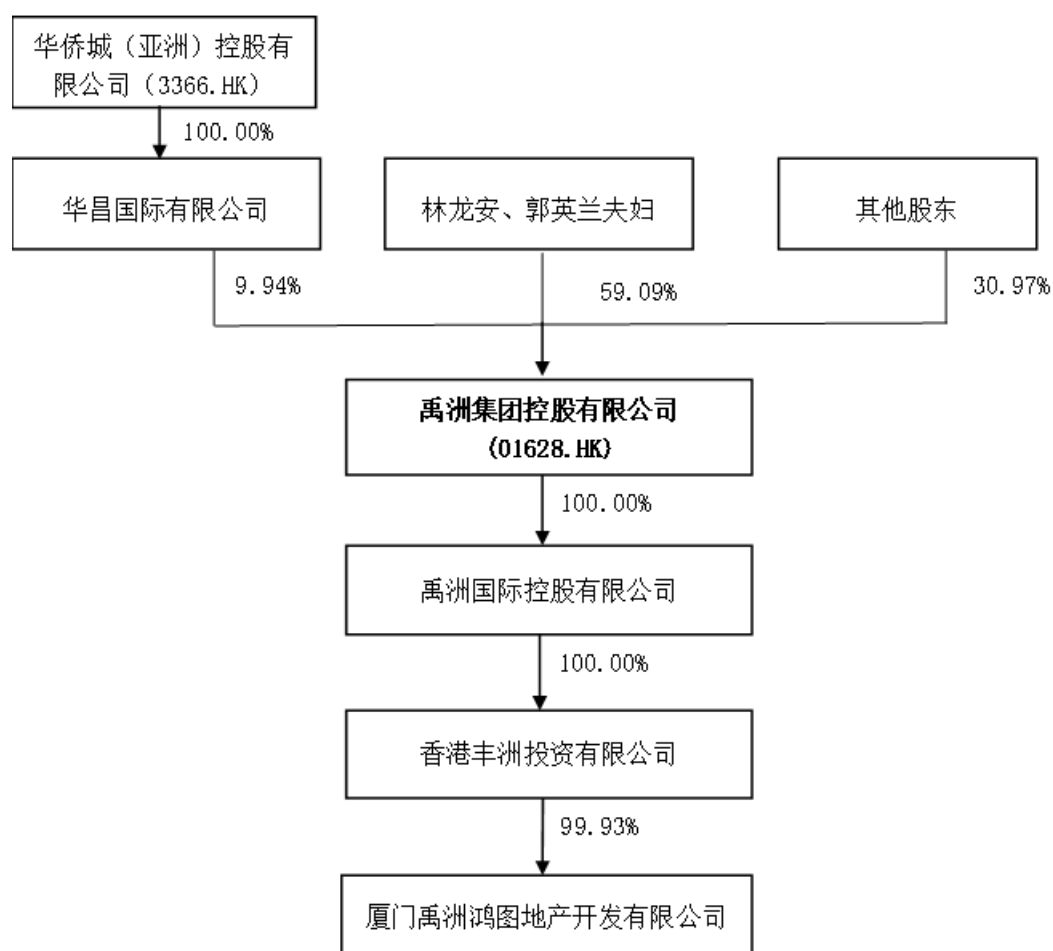 华侨城（亚洲）控股有
限公司（3366.HK）
100.00%
华昌国际有限公司
林龙安、郭英兰夫妇
其他股东
9.94%
59.09%
30.97%
禹洲集团控股有限公司
(01628.HK)
100.00%
禹洲国际控股有限公司
100.00%
香港丰洲投资有限公司
99.93%
厦门禹洲鸿图地产开发有限公司